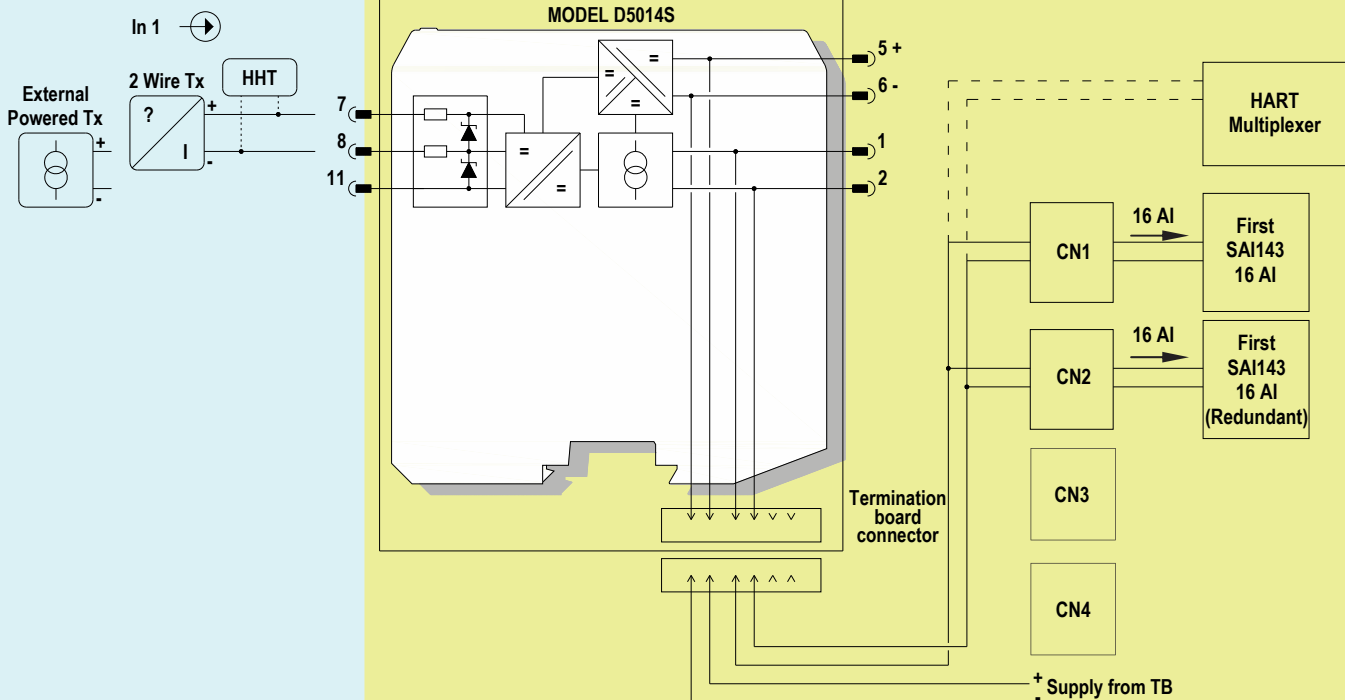 MODEL D5014S
In 1
External
Powered Tx
+
-
2 Wire Tx
?
I
+
-
HHT
7
8
11
=
=
=
=
=
5 +
6 -
1
2
HART
Multiplexer
CN1
16 AI
First
SAI143
16 AI
CN2
16 AI
First
SAI143
16 AI
(Redundant)
CN3
CN4
Termination
board
connector
+
-
Supply from TB